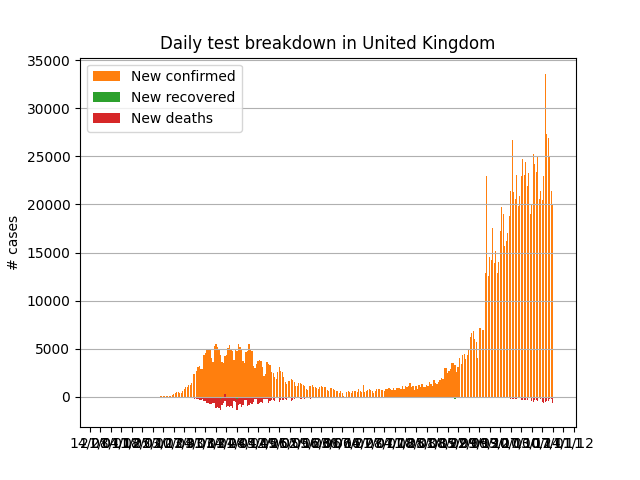 Daily test breakdown in United Kingdom
New confirmed
New recovered
New deaths
# cases
35000
30000
25000
20000
15000
10000
5000
0